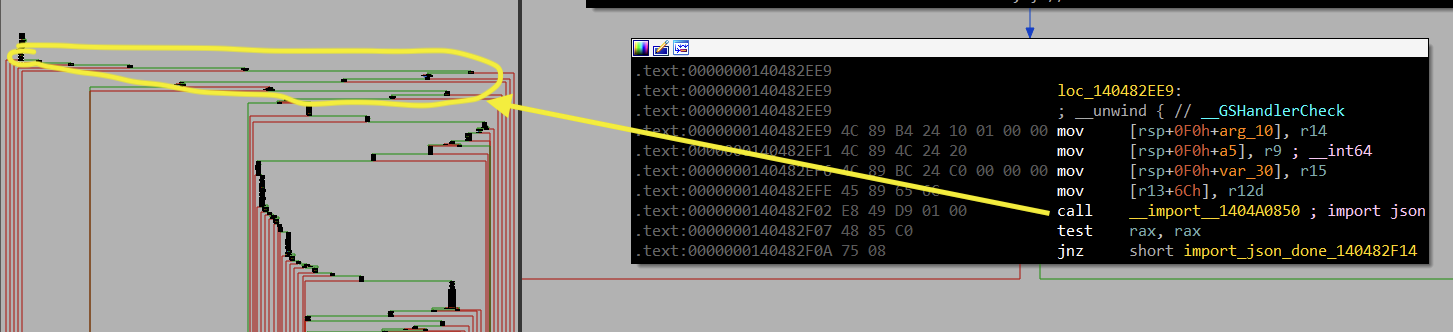 .text:0000000140482EE9
.text:0000000140482EE9 loc_140482EE9:
.text:0000000140482EE9 ; __unwind { // __GSHandlerCheck
.text:0000000140482EE9 4C 89 B4 24 10 01 00 00 mov [rsp+0F0h+arg_10], r14
.text:0000000140482EF1 4C 89 4C 24 20 mov [rsp+0F0h+a5], r9 ; __int64
.text:0000000140482EF6 4C 89 BC 24 C0 00 00 00 mov [rsp+0F0h+var_30], r15
.text:0000000140482EFE 45 89 65 6C mov [r13+6Ch], r12d
.text:0000000140482F02 E8 49 D9 01 00 call __import__1404A0850 ; import json
.text:0000000140482F07 48 85 C0 test rax, rax
.text:0000000140482F0A 75 08 jnz short import_json_done_140482F14